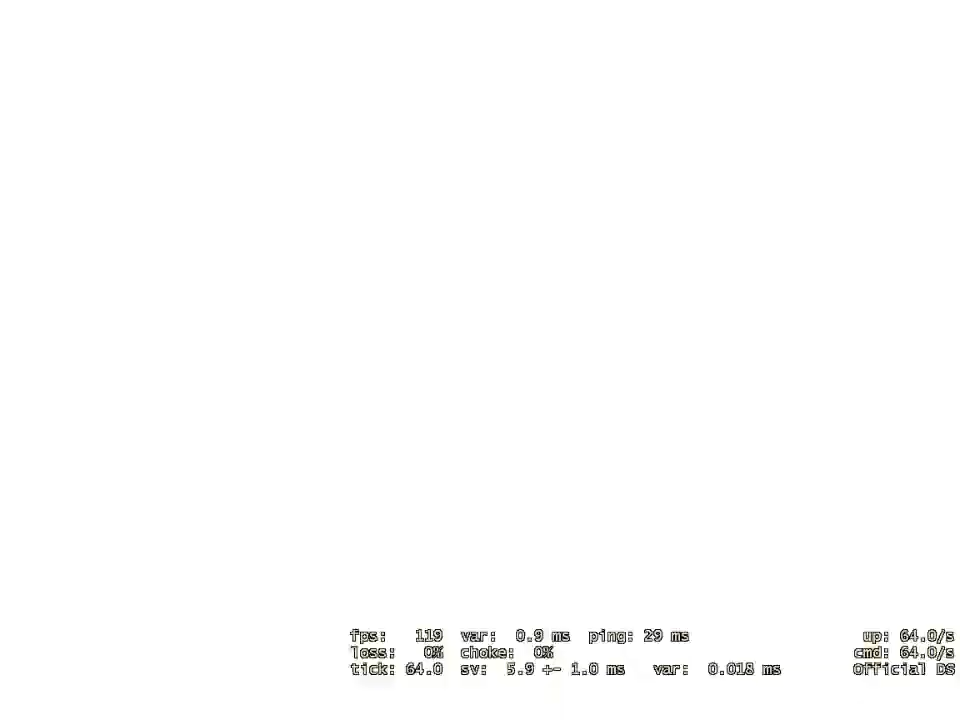 fps: 119 var: 0.9 ms ping: 29 ms up: 64.0/s
loss: 0% choke: 0% cmd: 64.0/s
tick: 64.0 sv: 5.9 +- 1.0 ms var: 0.018 ms Official DS